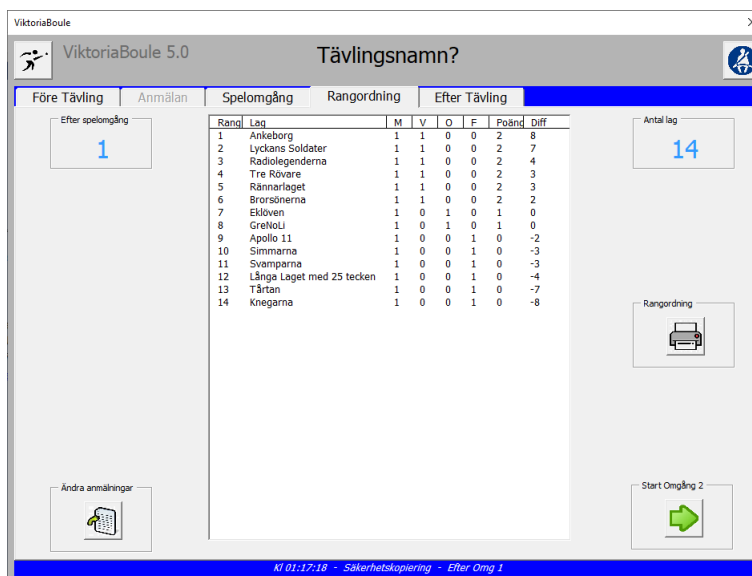 ViktoriaBoule
ViktoriaBoule 5.0
Tävlingsnamn?
Före Tävling Anmälan Spelomgång Rangordning Efter Tävling
Efter spelomgång
1
Rang Lag M V O F Poäng Diff
1 Ankeborg 1 1 0 0 2 8
2 Lyckans Soldater 1 1 0 0 2 7
3 Radiolegenderna 1 1 0 0 2 4
4 Tre Rövare 1 1 0 0 2 3
5 Rännarlaget 1 1 0 0 2 3
6 Brorsönerna 1 1 0 0 2 2
7 Eklöven 1 0 1 0 1 0
8 GreNoLi 1 0 1 0 1 0
9 Apollo 11 1 0 0 1 0 -2
10 Simmarna 1 0 0 1 0 -3
11 Svamparna 1 0 0 1 0 -3
12 Långa Laget med 25 tecken 1 0 0 1 0 -4
13 Tårtan 1 0 0 1 0 -7
14 Knegarna 1 0 0 1 0 -8
Antal lag
14
Rangordning
Ändra anmälningar
Start Omgång 2
Kl 01:17:18 - Säkerhetskopiering - Efter Omg 1